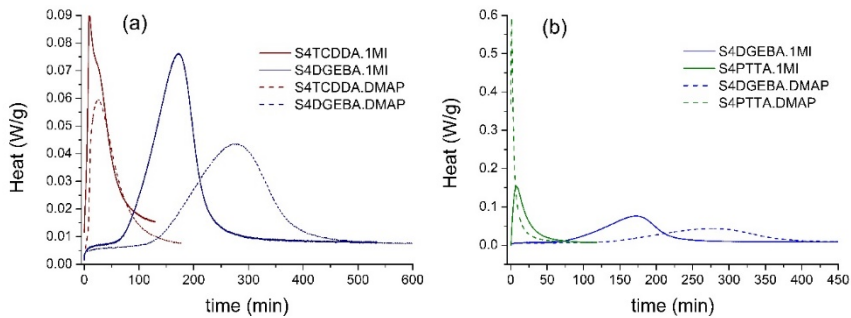 (a)
S4TCDDA.1MI
S4DGEBA.1MI
S4TCDDA.DMAP
S4DGEBA.DMAP
Heat (W/g)
0.09
0.08
0.07
0.06
0.05
0.04
0.03
0.02
0.01
0.00
0 100 200 300 400 500 600
time (min)
(b)
S4DGEBA.1MI
S4PTTA.1MI
S4DGEBA.DMAP
S4PTTA.DMAP
Heat (W/g)
0.6
0.5
0.4
0.3
0.2
0.1
0.0
0 50 100 150 200 250 300 350 400 450
time (min)